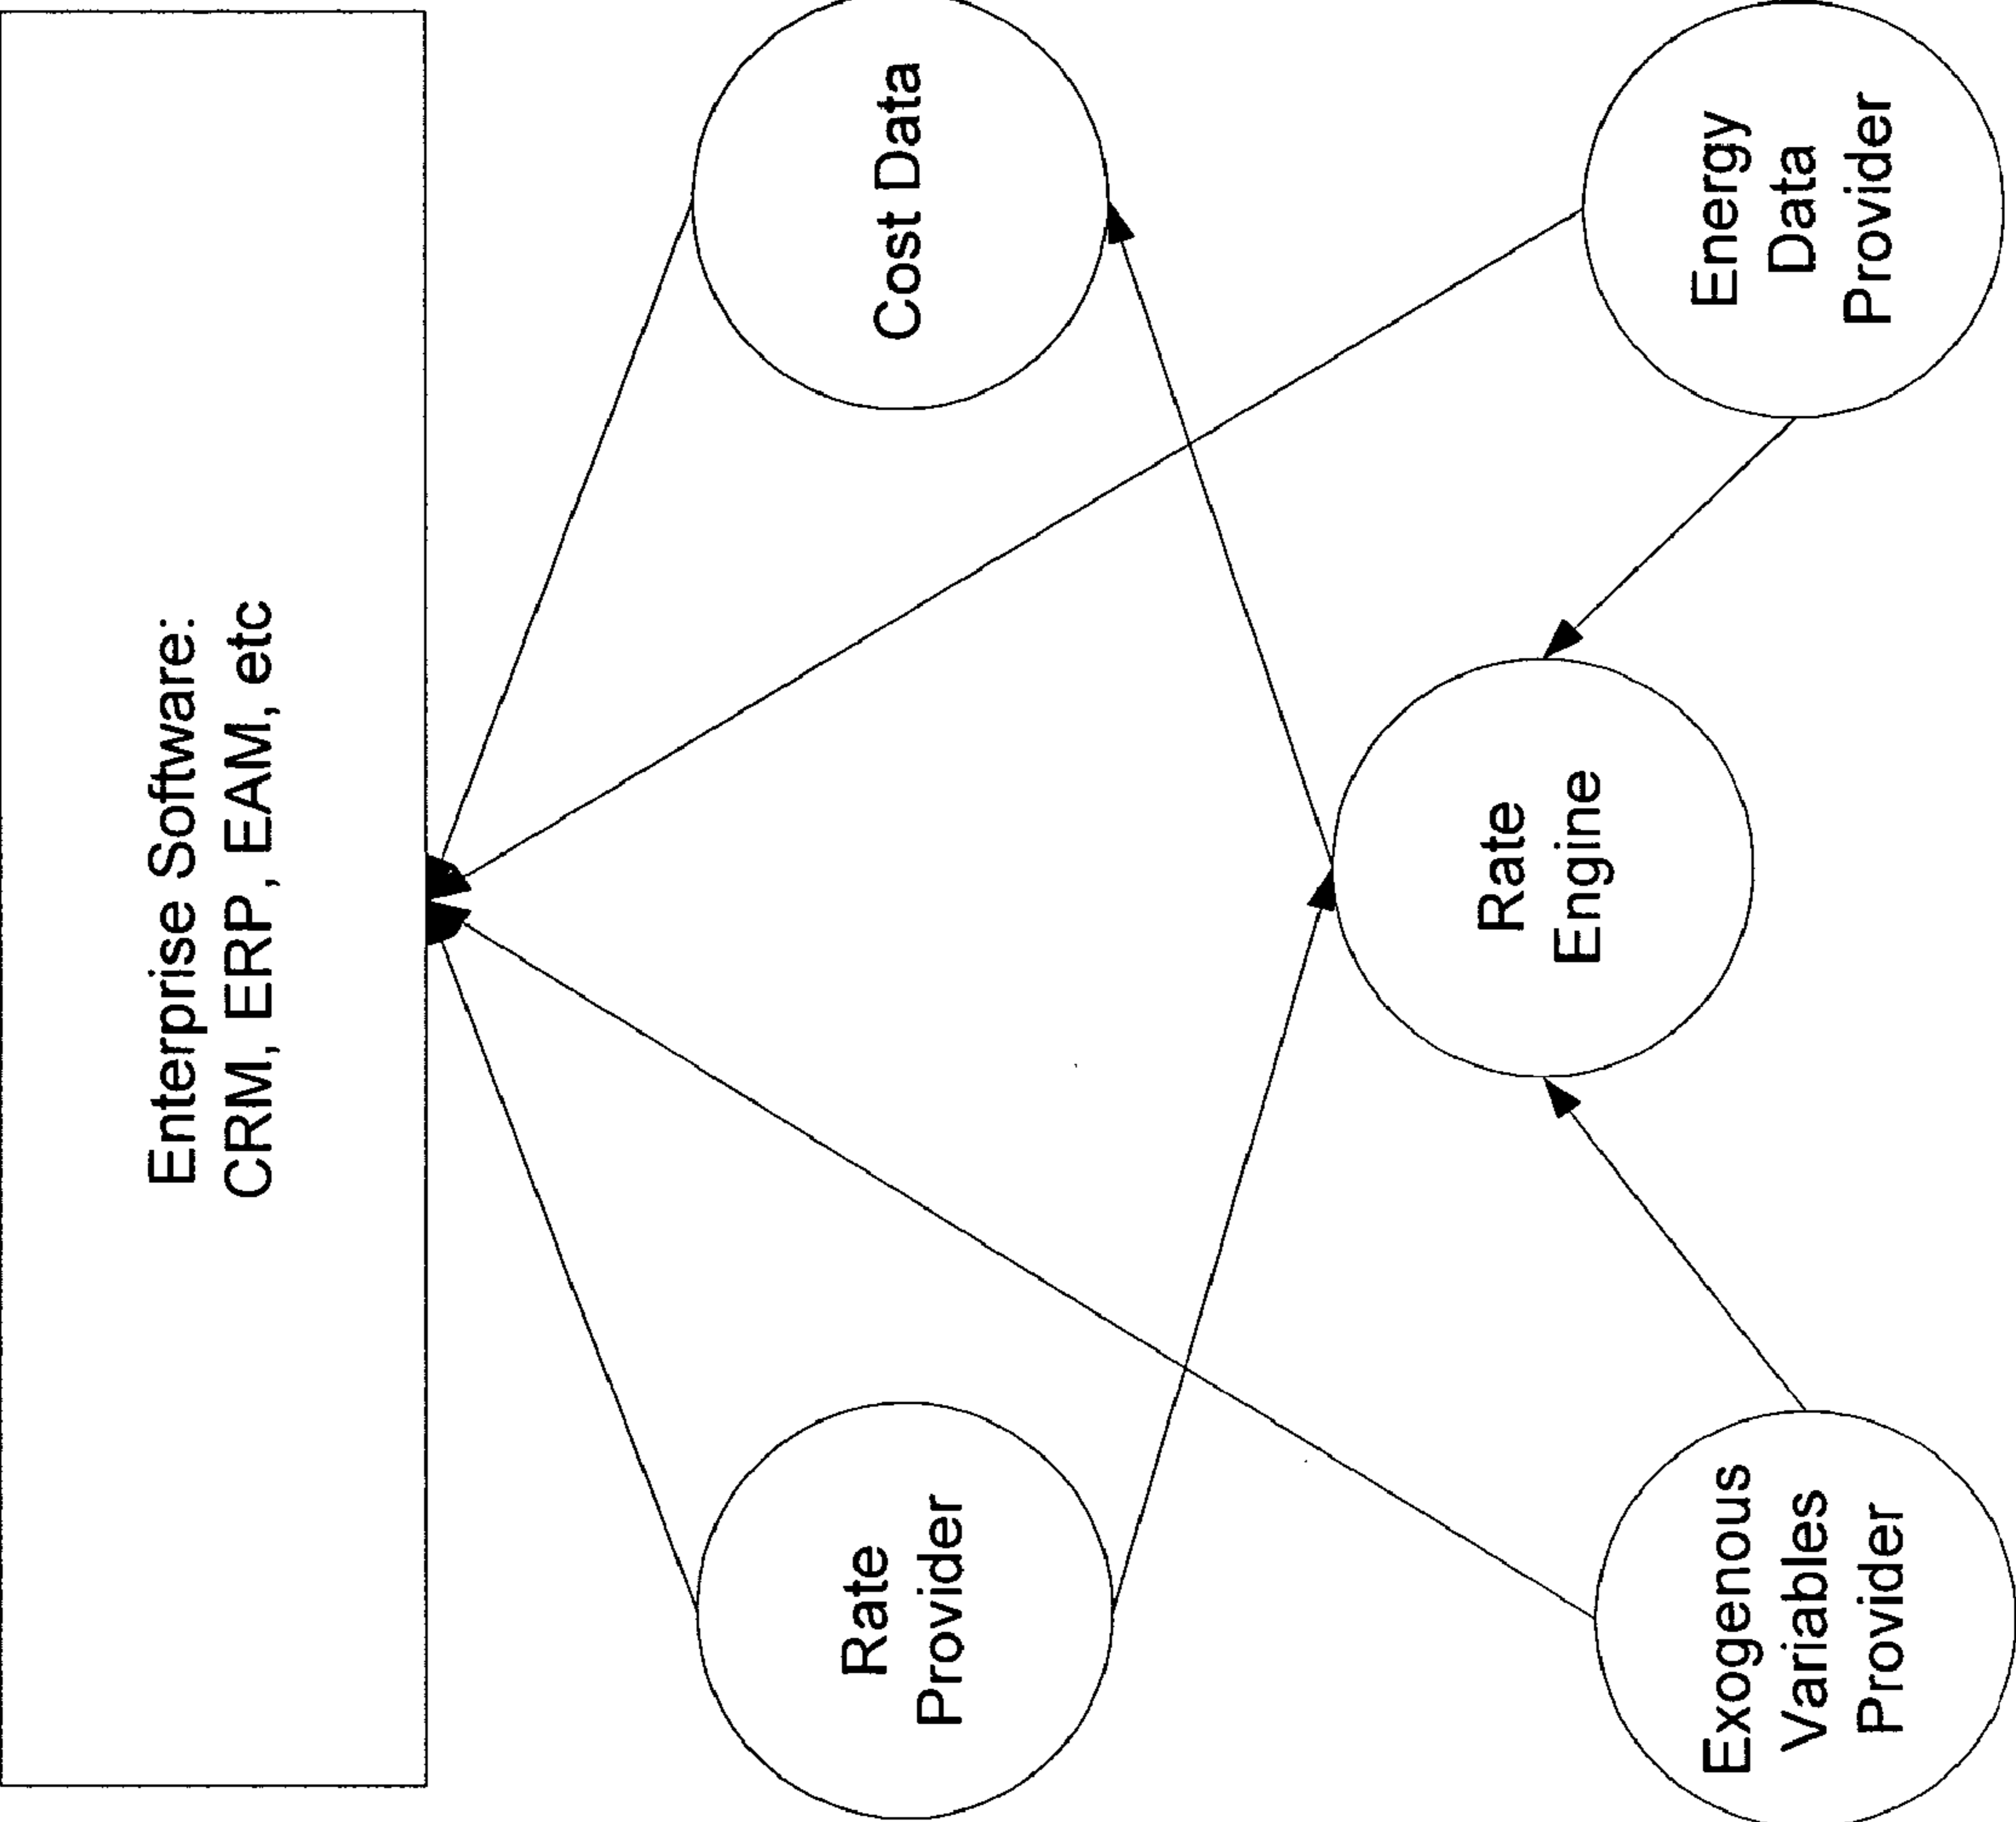 Enterprise Software:
CRM, ERP, EAM, etc
Rate
Provider
Cost Data
Rate
Engine
Exogenous
Variables
Provider
Energy
Data
Provider